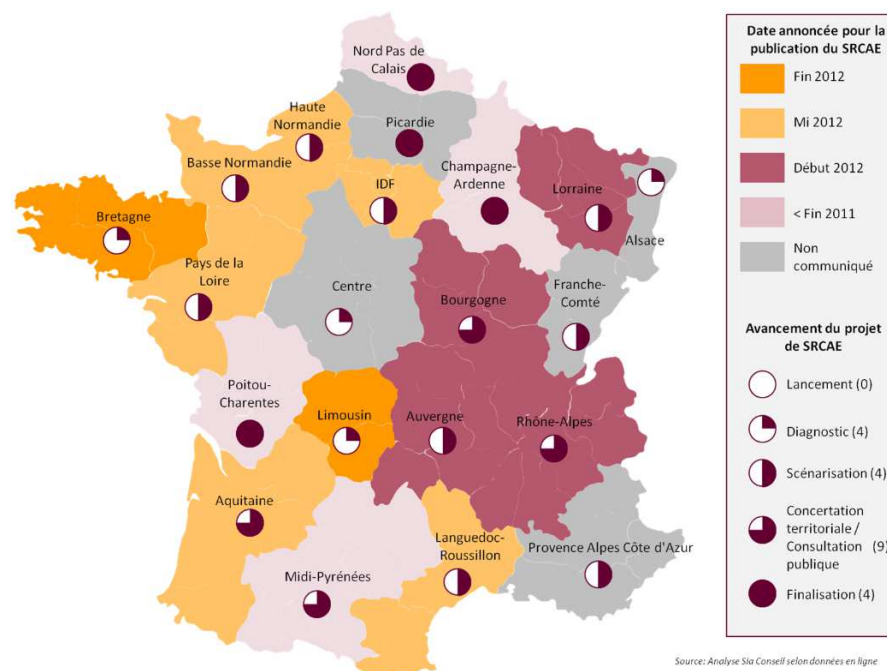 Nord Pas de
Calais
Haute
Normandie
Picardie
Basse Normandie
IDF
Champagne-
Ardenne
Lorraine
Alsace
Bretagne
Pays de la
Loire
Centre
Bourgogne
Franche-
Comté
Poitou-
Charentes
Limousin
Auvergne
Rhône-Alpes
Aquitaine
Languedoc-
Roussillon
Provence Alpes Côte d'Azur
Midi-Pyrénées
Date annoncée pour la
publication du SRCAE
Fin 2012
Mi 2012
Début 2012
< Fin 2011
Non
communiqué
Avancement du projet
de SRCAE
Lancement (0)
Diagnostic (4)
Scénarisation (4)
Concertation
territoriale /
Consultation (9)
publique
Finalisation (4)
Source: Analyse Sia Conseil selon données en ligne